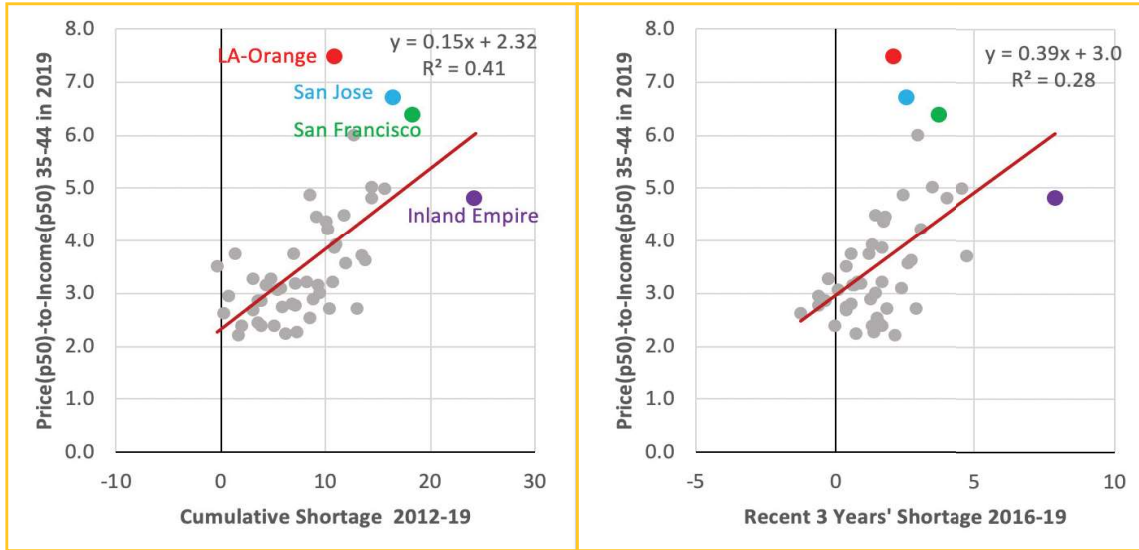 Price(p50)-to-Income(p50) 35-44 in 2019
8.0
7.0
6.0
5.0
4.0
3.0
2.0
1.0
0.0
-10
0
10
20
30
Cumulative Shortage 2012-19
y = 0.15x + 2.32
R² = 0.41
LA-Orange
San Jose
San Francisco
Inland Empire
Price(p50)-to-Income(p50) 35-44 in 2019
8.0
7.0
6.0
5.0
4.0
3.0
2.0
1.0
0.0
-5
0
5
10
Recent 3 Years' Shortage 2016-19
y = 0.39x + 3.0
R² = 0.28